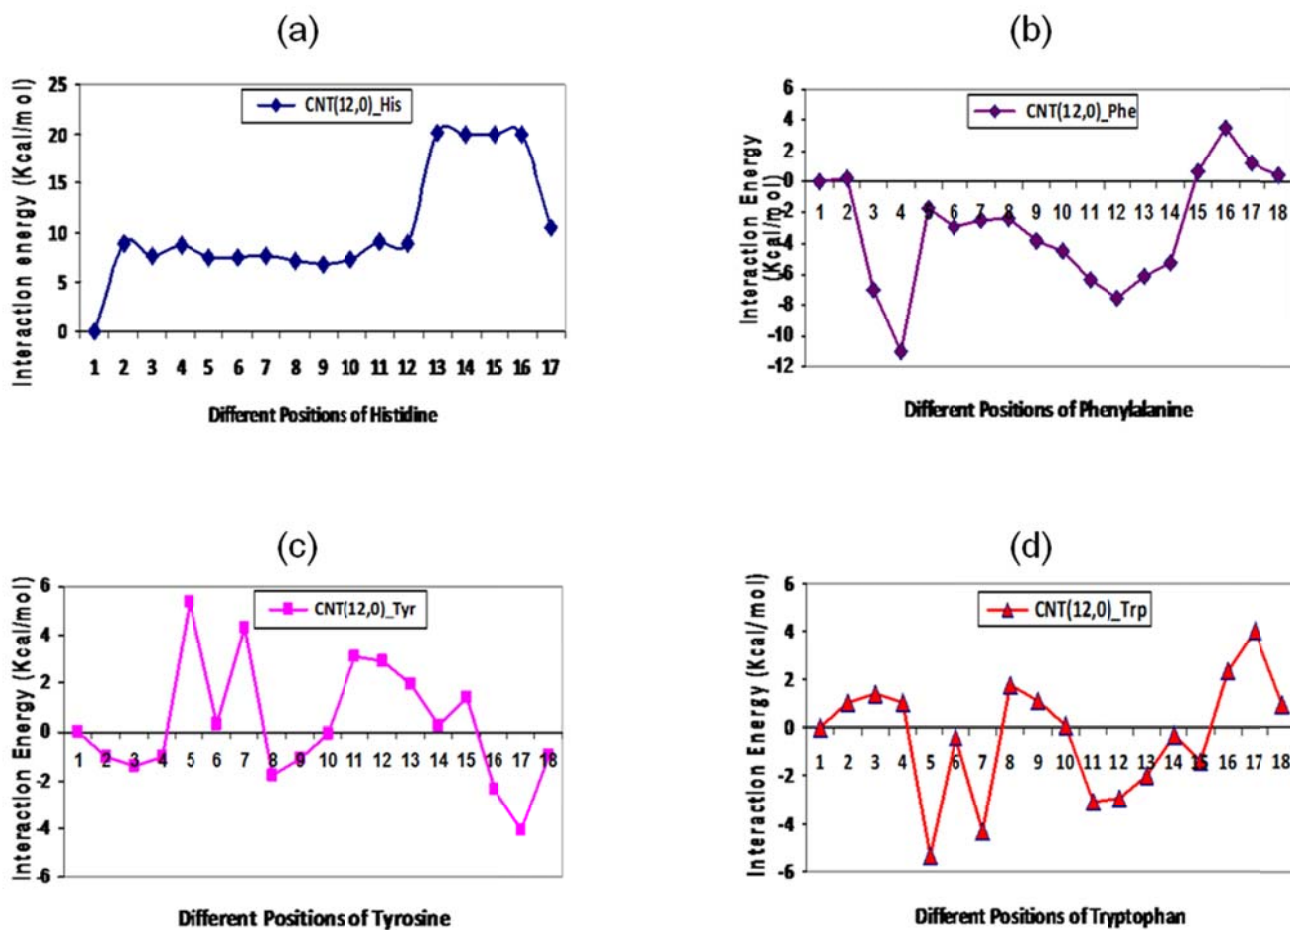 (a)
Interaction energy (Kcal/mol)
25
20
15
10
5
0
CNT(12,0)_His
1 2 3 4 5 6 7 8 9 10 11 12 13 14 15 16 17
Different Positions of Histidine
(b)
Interaction Energy
(Kcal/mol)
6
4
2
0
-2
-4
-6
-8
-10
-12
CNT(12,0)_Phe
1 2 3 4 5 6 7 8 9 10 11 12 13 14 15 16 17 18
Different Positions of Phenylalanine
(c)
Interaction Energy (Kcal/mol)
6
4
2
0
-2
-4
-6
CNT(12,0)_Tyr
1 2 3 4 5 6 7 8 9 10 11 12 13 14 15 16 17 18
Different Positions of Tyrosine
(d)
Interaction Energy (Kcal/mol)
6
4
2
0
-2
-4
-6
CNT(12,0)_Trp
1 2 3 4 5 6 7 8 9 10 11 12 13 14 15 16 17 18
Different Positions of Tryptophan